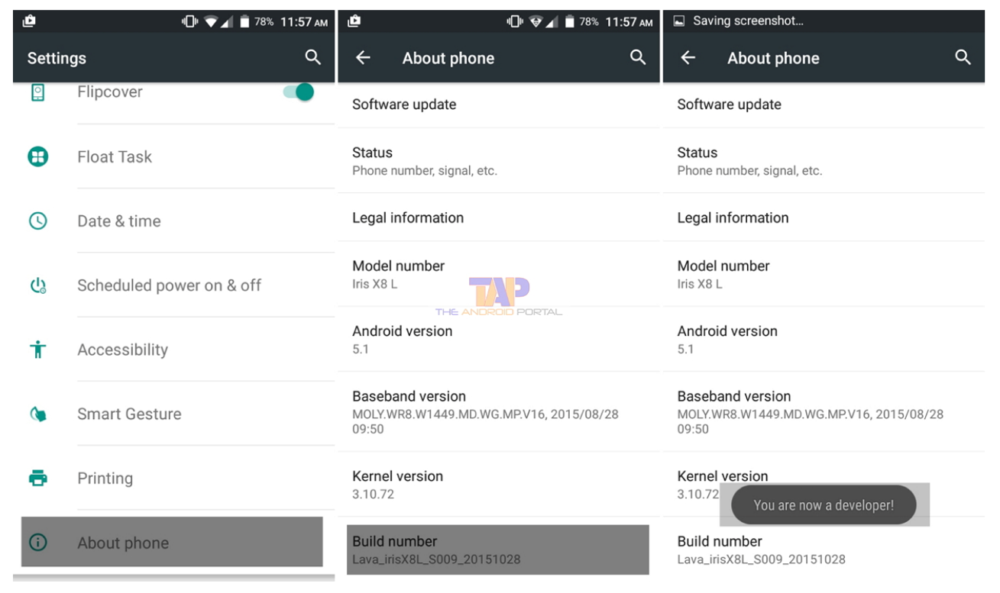 78% 11:57 AM
Settings
Flipcover
Float Task
Date & time
Scheduled power on & off
Accessibility
Smart Gesture
Printing
About phone
78% 11:57 AM
About phone
Software update
Status
Phone number, signal, etc.
Legal information
Model number
Iris X8 L
TAP
THE ANDROID PORTAL
Android version
5.1
Baseband version
MOLY.WR8.W1449.MD.WG.MP.V16, 2015/08/28
09:50
Kernel version
3.10.72
Build number
Lava_irisX8L_S009_20151028
Saving screenshot...
About phone
Software update
Status
Phone number, signal, etc.
Legal information
Model number
Iris X8 L
Android version
5.1
Baseband version
MOLY.WR8.W1449.MD.WG.MP.V16, 2015/08/28
09:50
Kernel version
3.10.72
You are now a developer!
Build number
Lava_irisX8L_S009_20151028